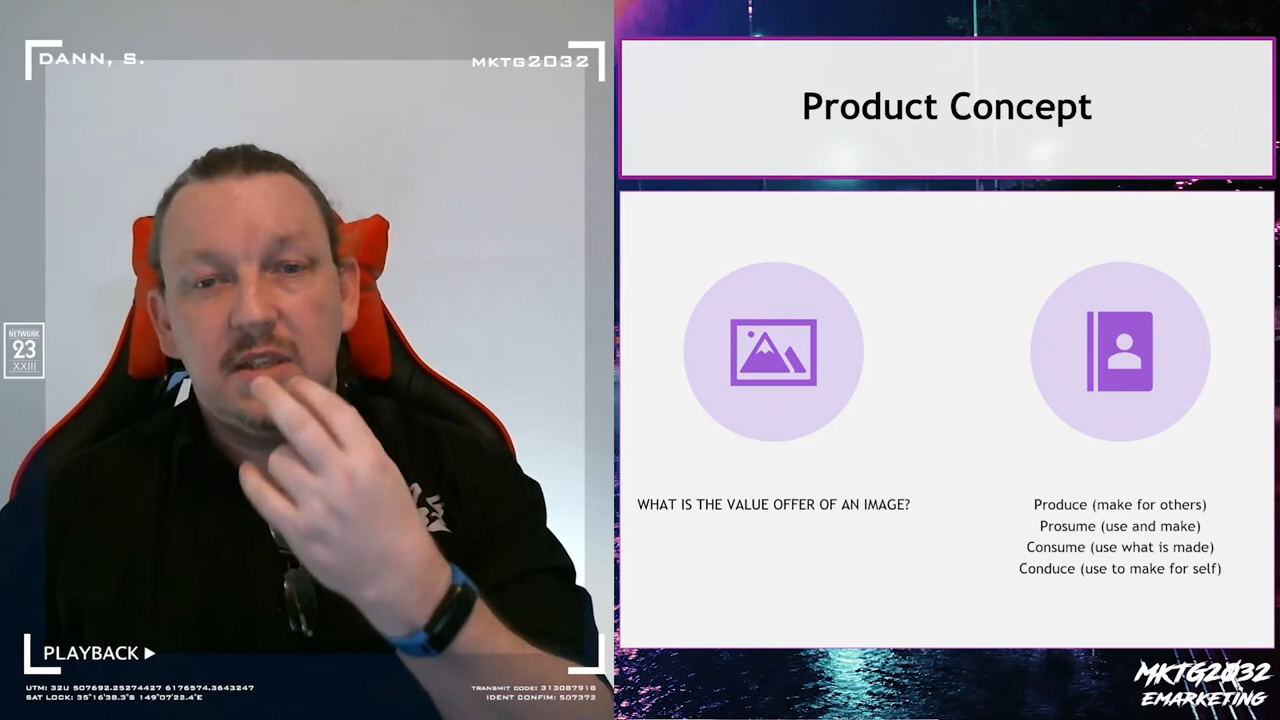 DANN, S.
MKTG2032
NETWORK
23
XXIII
PLAYBACK
UTM: 32U 507692.25274427 6176574.3643247
SAT LOCK: 35°16'38.3"S 149°07'22.4"E
TRANSMIT CODE: 313087918
IDENT CONFIM: 507372
Product Concept
WHAT IS THE VALUE OFFER OF AN IMAGE?
Produce (make for others)
Prosume (use and make)
Consume (use what is made)
Conduce (use to make for self)
MKTG2032
EMARKETING